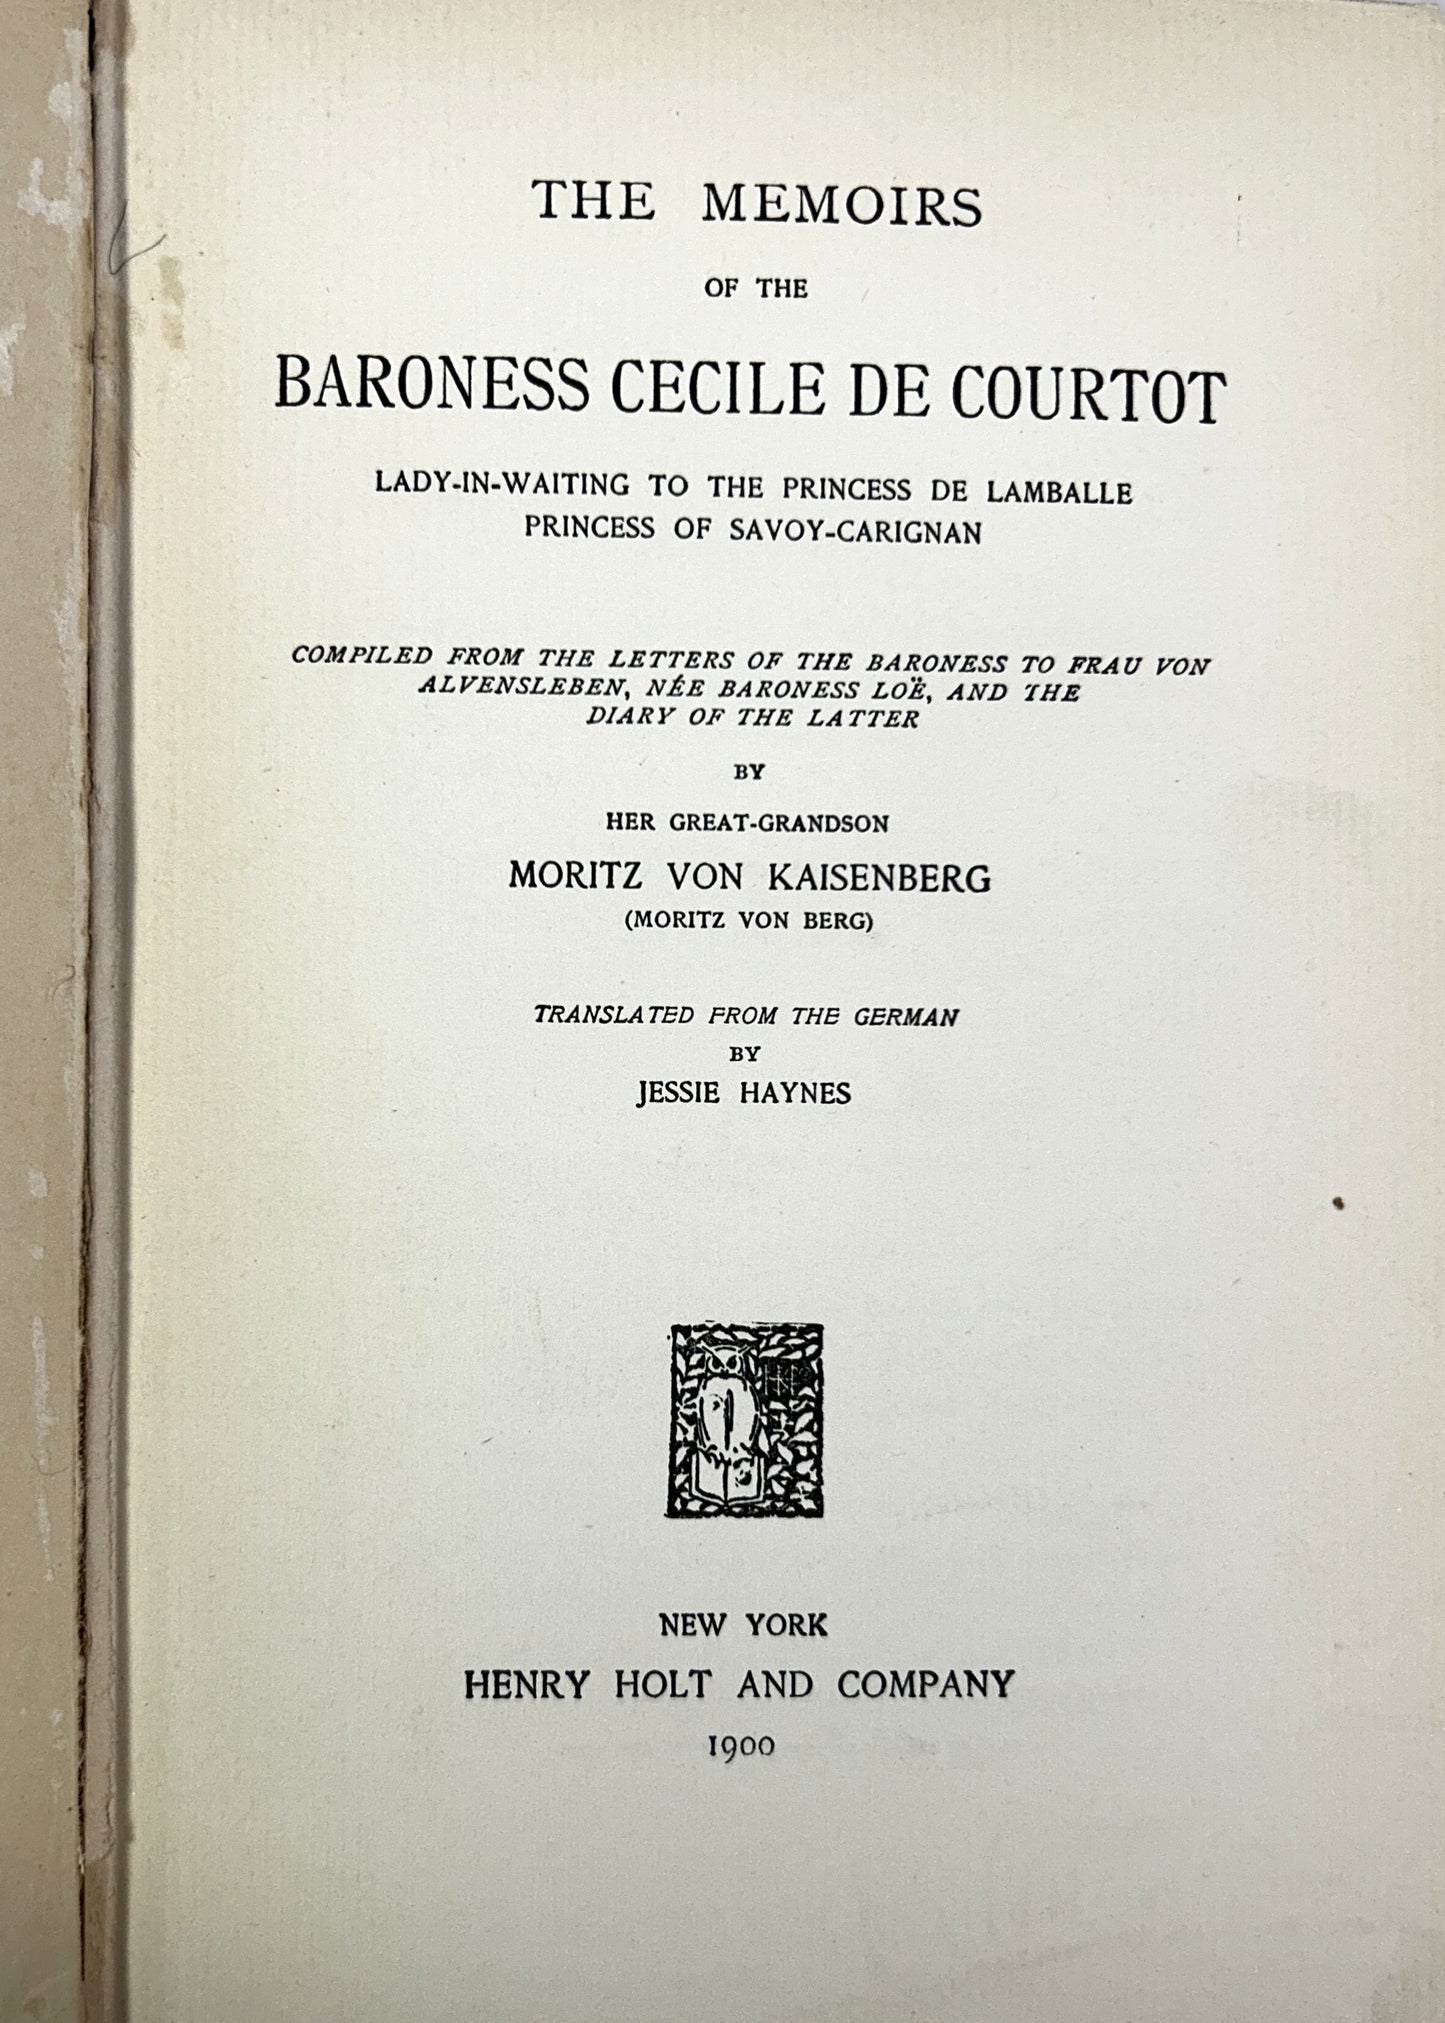 THE MEMOIRS
OF THE
BARONESS CECILE DE COURTOT
LADY-IN-WAITING TO THE PRINCESS DE LAMBALLE
PRINCESS OF SAVOY-CARIGNAN
COMPILED FROM THE LETTERS OF THE BARONESS TO FRAU VON
ALVENSLEBEN, NÉE BARONESS LOË, AND THE
DIARY OF THE LATTER
BY
HER GREAT-GRANDSON
MORITZ VON KAISENBERG
(MORITZ VON BERG)
TRANSLATED FROM THE GERMAN
BY
JESSIE HAYNES
NEW YORK
HENRY HOLT AND COMPANY
1900